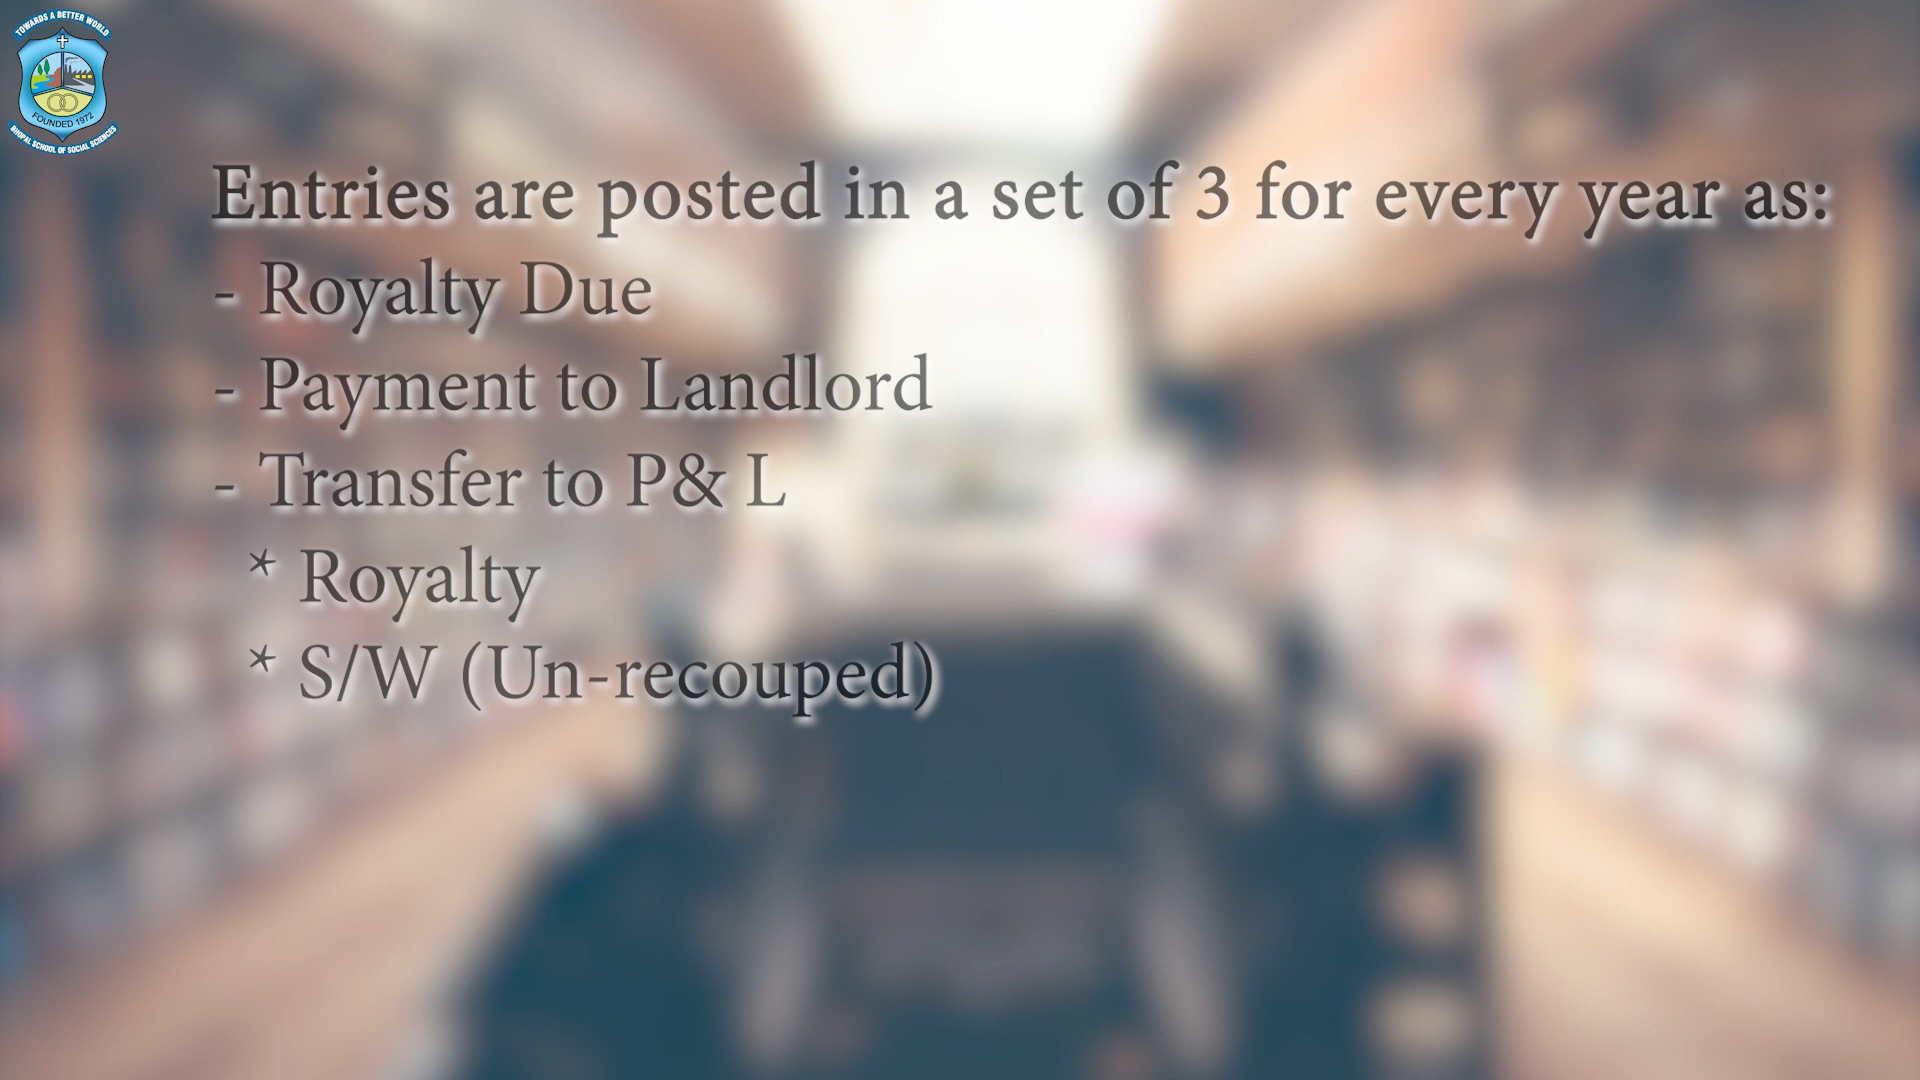 TOWARDS A BETTER WORLD
FOUNDED 1972
BHOPAL SCHOOL OF SOCIAL SCIENCES
Entries are posted in a set of 3 for every year as:
- Royalty Due
- Payment to Landlord
- Transfer to P& L
* Royalty
* S/W (Un-recouped)